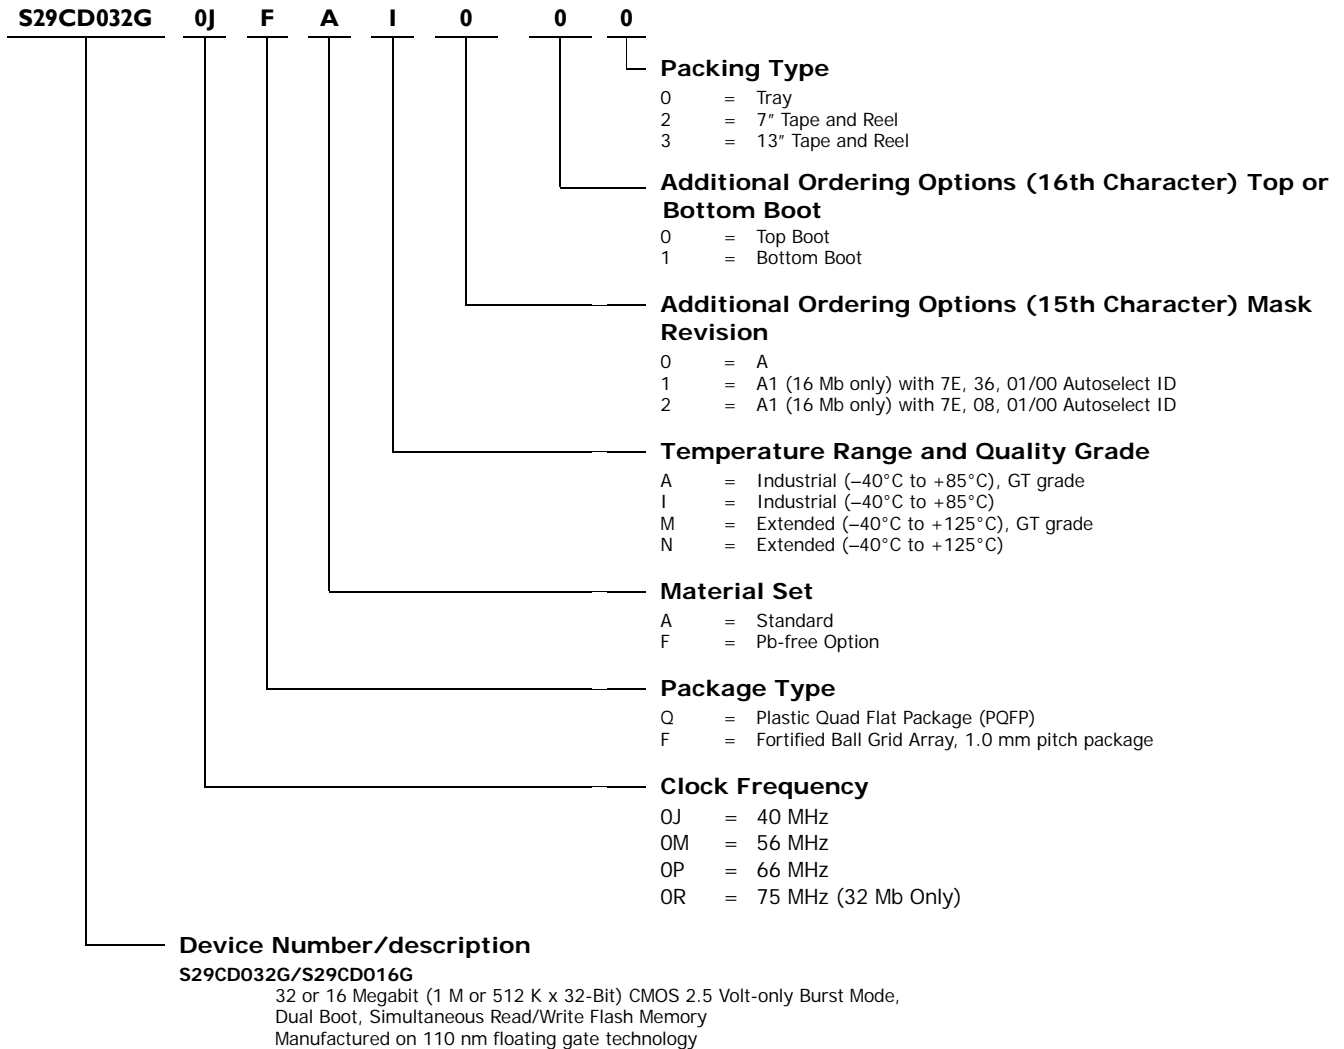 S29CD032G 0J F A I 0 0 0
Packing Type
0 = Tray
2 = 7″ Tape and Reel
3 = 13″ Tape and Reel
Additional Ordering Options (16th Character) Top or
Bottom Boot
0 = Top Boot
1 = Bottom Boot
Additional Ordering Options (15th Character) Mask
Revision
0 = A
1 = A1 (16 Mb only) with 7E, 36, 01/00 Autoselect ID
2 = A1 (16 Mb only) with 7E, 08, 01/00 Autoselect ID
Temperature Range and Quality Grade
A = Industrial (–40°C to +85°C), GT grade
I = Industrial (–40°C to +85°C)
M = Extended (–40°C to +125°C), GT grade
N = Extended (–40°C to +125°C)
Material Set
A = Standard
F = Pb-free Option
Package Type
Q = Plastic Quad Flat Package (PQFP)
F = Fortified Ball Grid Array, 1.0 mm pitch package
Clock Frequency
0J = 40 MHz
0M = 56 MHz
0P = 66 MHz
0R = 75 MHz (32 Mb Only)
Device Number/description
S29CD032G/S29CD016G
32 or 16 Megabit (1 M or 512 K x 32-Bit) CMOS 2.5 Volt-only Burst Mode,
Dual Boot, Simultaneous Read/Write Flash Memory
Manufactured on 110 nm floating gate technology